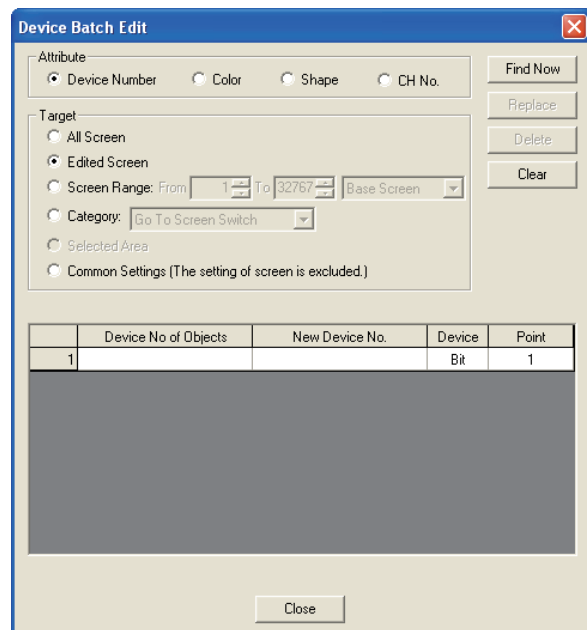 Device Batch Edit
Attribute
Device Number Color Shape CH No.
Find Now
Replace
Delete
Clear
Target
All Screen
Edited Screen
Screen Range: From 1 To 32767 Base Screen
Category: Go To Screen Switch
Selected Area
Common Settings (The setting of screen is excluded.)
Device No of Objects New Device No. Device Point
1 Bit 1
Close